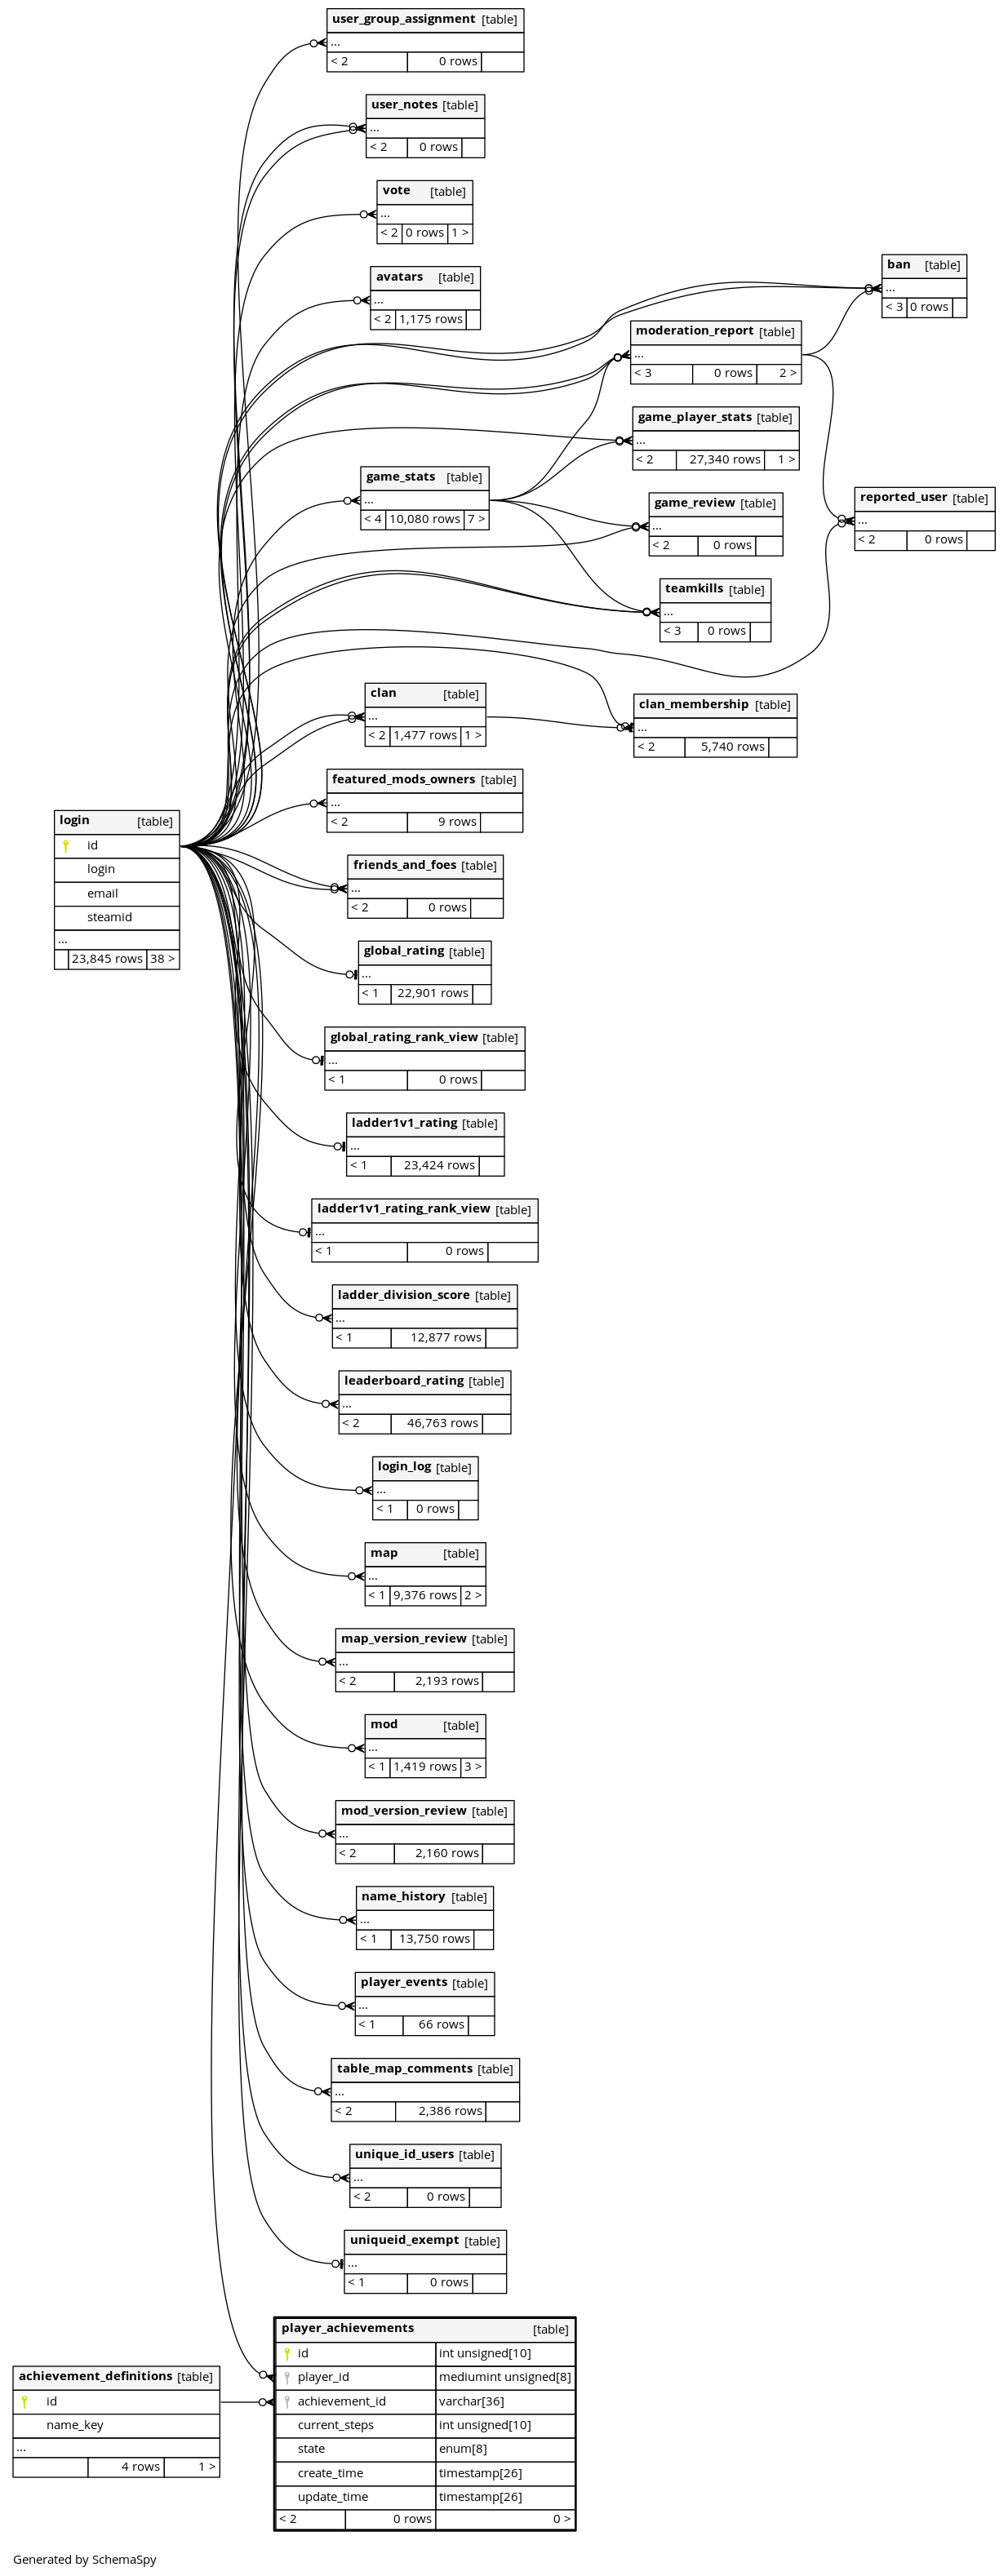 user_group_assignment [table]
...
< 2 0 rows
user_notes [table]
...
< 2 0 rows
vote [table]
...
< 2 0 rows 1 >
avatars [table]
...
< 2 1,175 rows
ban [table]
...
< 3 0 rows
moderation_report [table]
...
< 3 0 rows 2 >
game_player_stats [table]
...
< 2 27,340 rows 1 >
game_stats [table]
...
< 4 10,080 rows 7 >
game_review [table]
...
< 2 0 rows
reported_user [table]
...
< 2 0 rows
teamkills [table]
...
< 3 0 rows
clan [table]
...
< 2 1,477 rows 1 >
clan_membership [table]
...
< 2 5,740 rows
featured_mods_owners [table]
...
< 2 9 rows
login [table]
id
login
email
steamid
...
23,845 rows 38 >
friends_and_foes [table]
...
< 2 0 rows
global_rating [table]
...
< 1 22,901 rows
global_rating_rank_view [table]
...
< 1 0 rows
ladder1v1_rating [table]
...
< 1 23,424 rows
ladder1v1_rating_rank_view [table]
...
< 1 0 rows
ladder_division_score [table]
...
< 1 12,877 rows
leaderboard_rating [table]
...
< 2 46,763 rows
login_log [table]
...
< 1 0 rows
map [table]
...
< 1 9,376 rows 2 >
map_version_review [table]
...
< 2 2,193 rows
mod [table]
...
< 1 1,419 rows 3 >
mod_version_review [table]
...
< 2 2,160 rows
name_history [table]
...
< 1 13,750 rows
player_events [table]
...
< 1 66 rows
table_map_comments [table]
...
< 2 2,386 rows
unique_id_users [table]
...
< 2 0 rows
uniqueid_exempt [table]
...
< 1 0 rows
player_achievements [table]
id int unsigned[10]
player_id mediumint unsigned[8]
achievement_id varchar[36]
current_steps int unsigned[10]
state enum[8]
create_time timestamp[26]
update_time timestamp[26]
< 2 0 rows 0 >
achievement_definitions [table]
id
name_key
...
4 rows 1 >
Generated by SchemaSpy